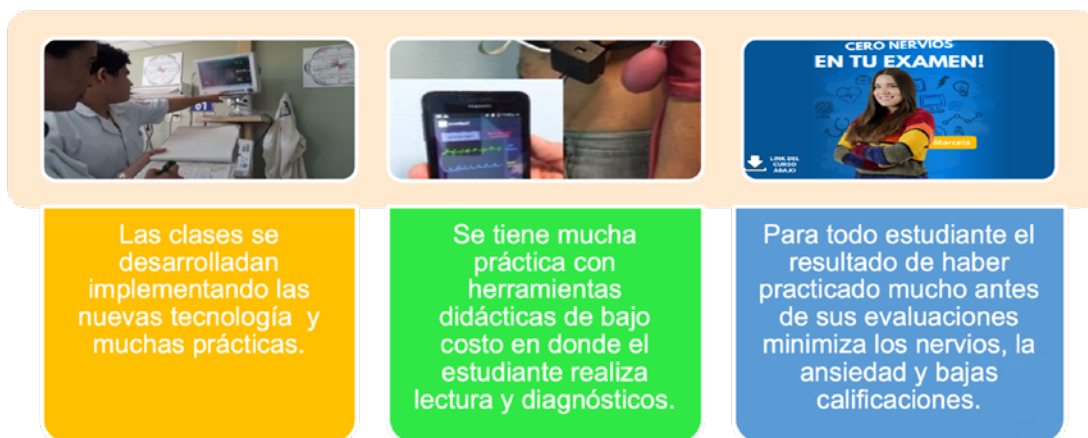 CERO NERVIOS
EN TU EXAMEN!
Marcela
LINK DEL
CURSO
ABAJO
Las clases se
desarrolladan
implementando las
nuevas tecnología y
muchas prácticas.
Se tiene mucha
práctica con
herramientas
didácticas de bajo
costo en donde el
estudiante realiza
lectura y diagnósticos.
Para todo estudiante el
resultado de haber
practicado mucho antes
de sus evaluaciones
minimiza los nervios, la
ansiedad y bajas
calificaciones.